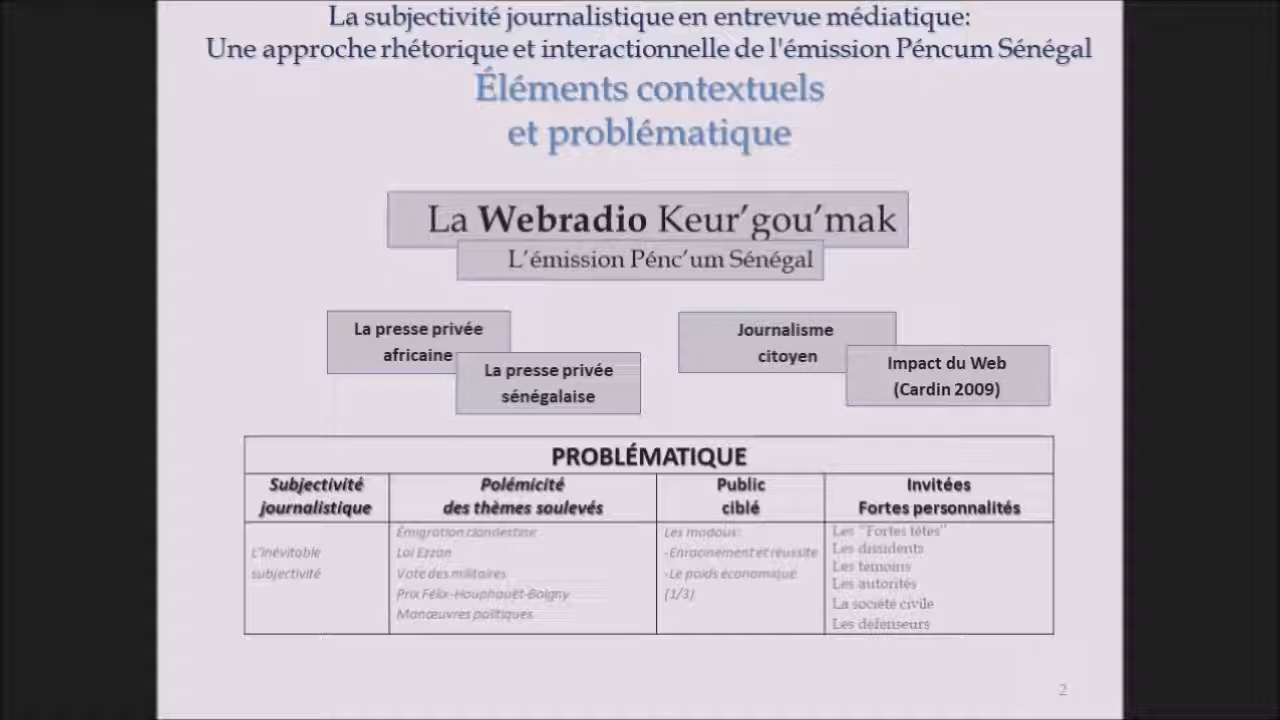 La subjectivité journalistique en entrevue médiatique:
Une approche rhétorique et interactionnelle de l'émission Péncum Sénégal
Éléments contextuels
et problématique
La Webradio Keur’gou’mak
L’émission Pénc’um Sénégal
La presse privée
africaine
La presse privée
sénégalaise
Journalisme
citoyen
Impact du Web
(Cardin 2009)
PROBLÉMATIQUE
Subjectivité
journalistique
Polémicité
des thèmes soulevés
Public
ciblé
Invitées
Fortes personnalités
L'inévitable
subjectivité
Émigration clandestine
Loi Ezzan
Vote des militaires
Prix Félix-Houphouët-Boigny
Manœuvres politiques
Les modous:
-Enracinement et réussite
-Le poids économique
(1/3)
Les "Fortes têtes"
Les dissidents
Les témoins
Les autorités
La société civile
Les défenseurs
2